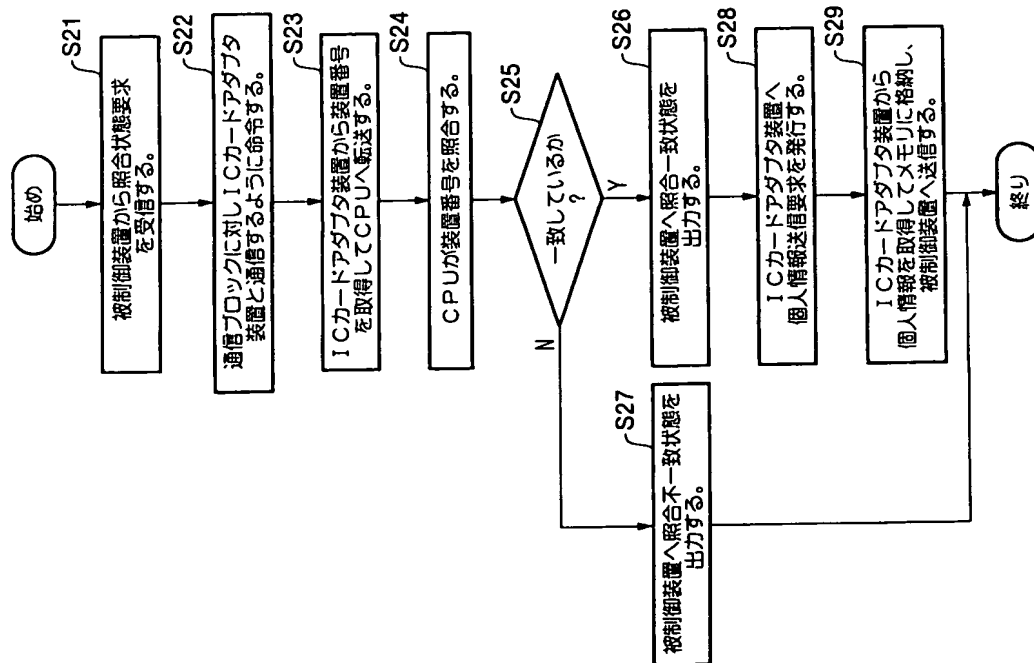 始め
S21
被制御装置から照合状態要求
を受信する。
S22
通信ブロックに対しICカードアダプタ
装置と通信するように命令する。
S23
ICカードアダプタ装置から装置番号
を取得してCPUへ転送する。
S24
CPUが装置番号を照合する。
S25
一致しているか
?
N
Y
S26
被制御装置へ照合一致状態を
出力する。
S27
被制御装置へ照合不一致状態を
出力する。
S28
ICカードアダプタ装置へ
個人情報送信要求を発行する。
S29
ICカードアダプタ装置から
個人情報を取得してメモリに格納し、
被制御装置へ送信する。
終り